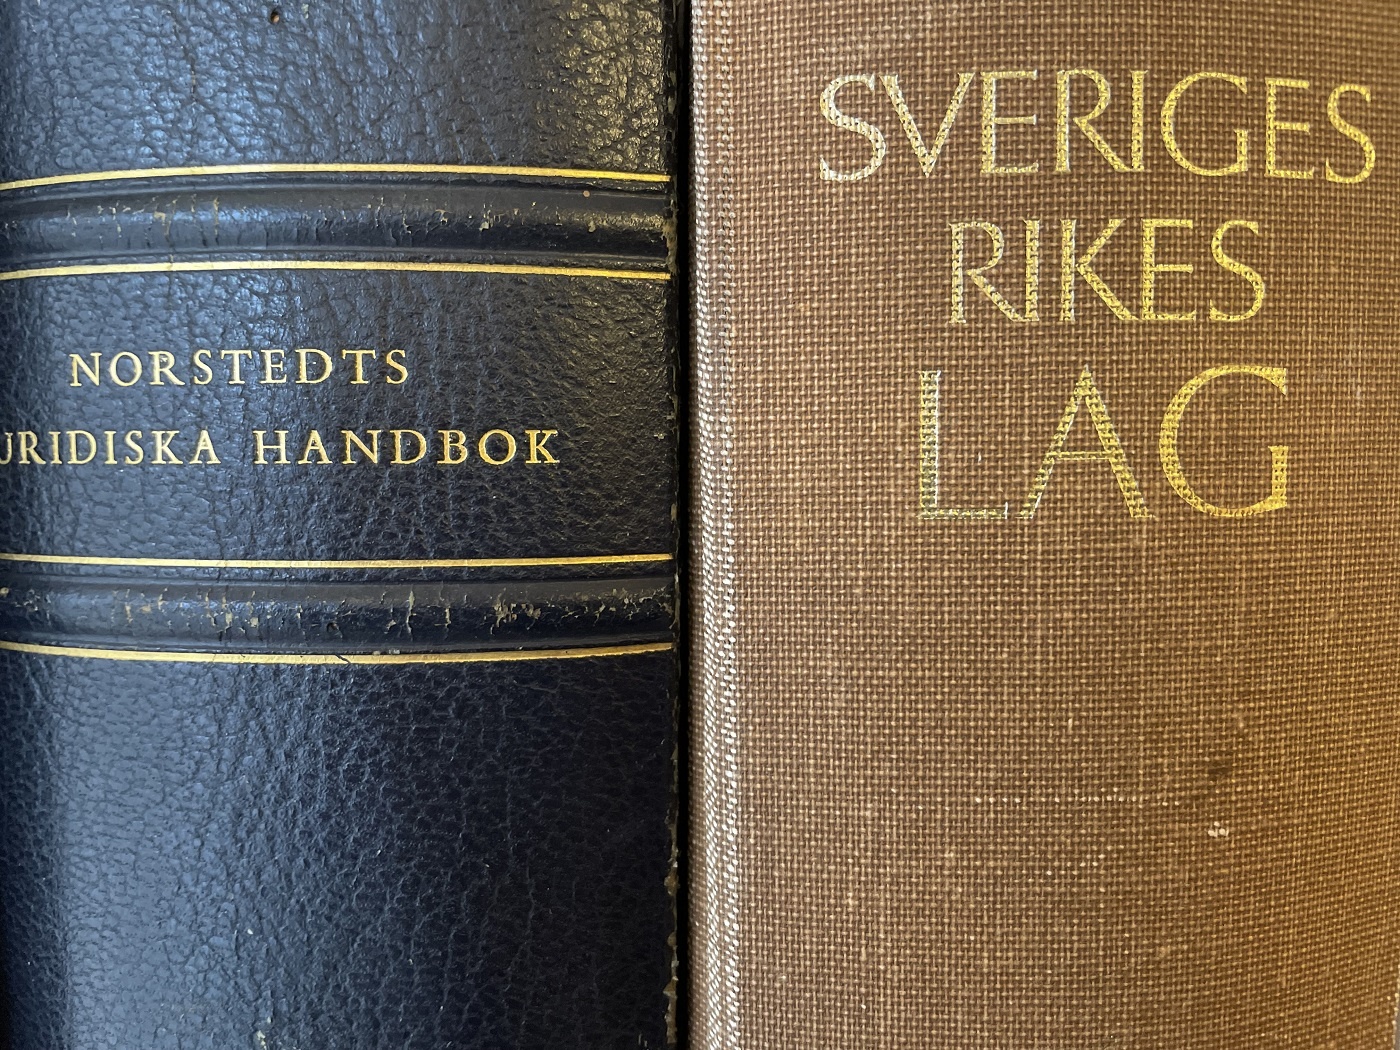 NORSTEDTS
URIDISKA HANDBOK
SVERIGES
RIKES
LAG